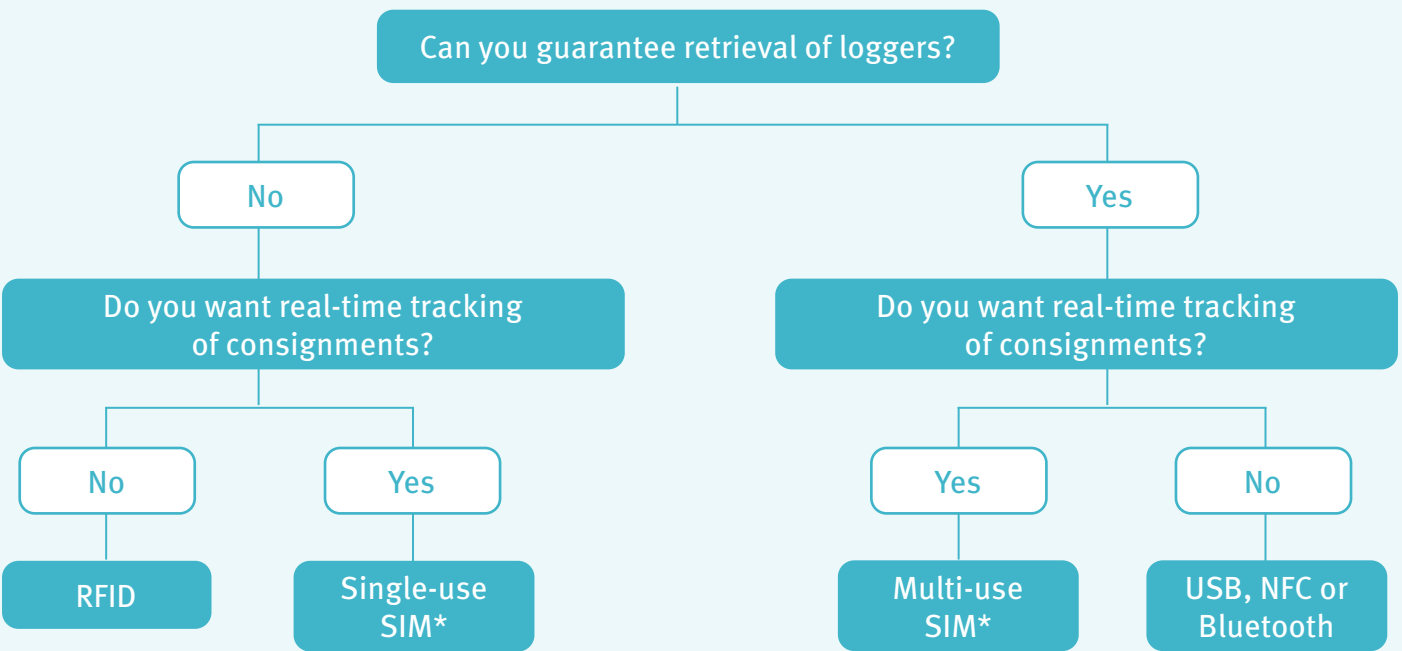 Can you guarantee retrieval of loggers?
No
Yes
Do you want real-time tracking
of consignments?
Do you want real-time tracking
of consignments?
No
Yes
Yes
No
RFID
Single-use
SIM*
Multi-use
SIM*
USB, NFC or
Bluetooth